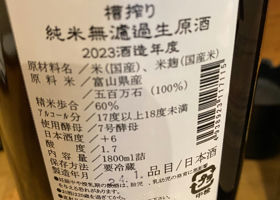 槽搾り
純米無濾過生原酒
2023酒造年度
原材料名/米(国産)、米麹(国産米)
原料米/富山県産
五百万石(100%)
精米歩合/60%
アルコール分/17度以上18度未満
使用酵母/7号酵母
日本酒度/+6
酸度/1.7
内容量/1800ml詰
保存方法/要冷蔵
品目/日本酒